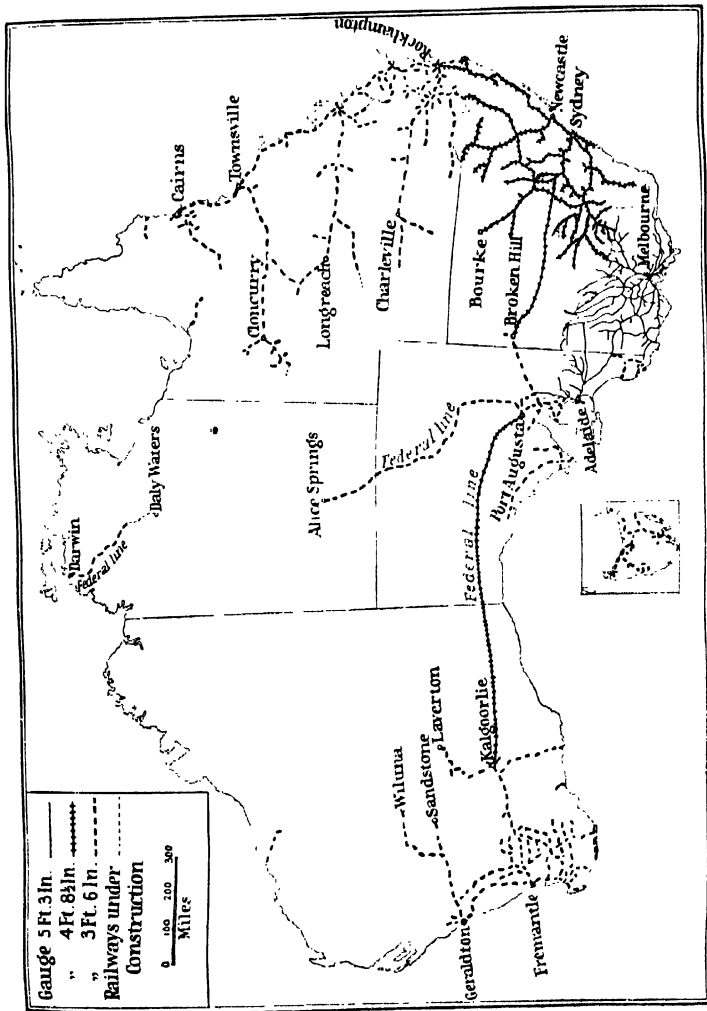 Gauge 5 Ft. 3 In.
„ 4 Ft. 8½ In.
„ 3 Ft. 6 In.
Railways under
Construction
0 100 200 300
Miles
Darwin
Federal line
Daly Waters
Cairns
Townsville
Cloncurry
Longreach
Rockhampton
Charleville
Alice Springs
Federal line
Bourke
Broken Hill
Newcastle
Sydney
Melbourne
Adelaide
Port Augusta
Federal line
Wiluna
Sandstone
Laverton
Kalgoorlie
Geraldton
Fremantle